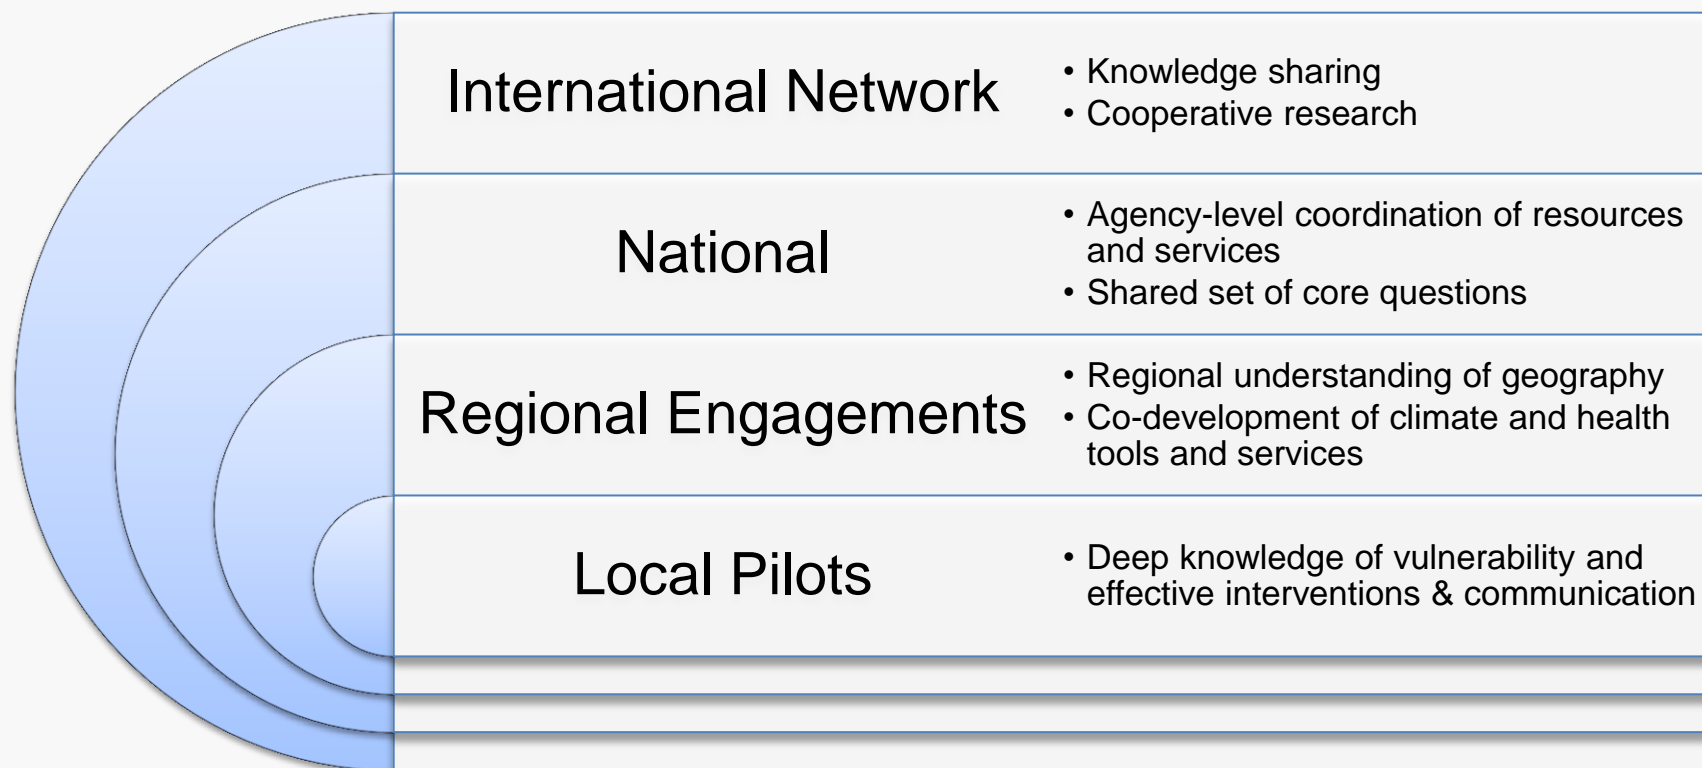 International Network
• Knowledge sharing
• Cooperative research
National
• Agency-level coordination of resources
and services
• Shared set of core questions
Regional Engagements
• Regional understanding of geography
• Co-development of climate and health
tools and services
Local Pilots
• Deep knowledge of vulnerability and
effective interventions & communication